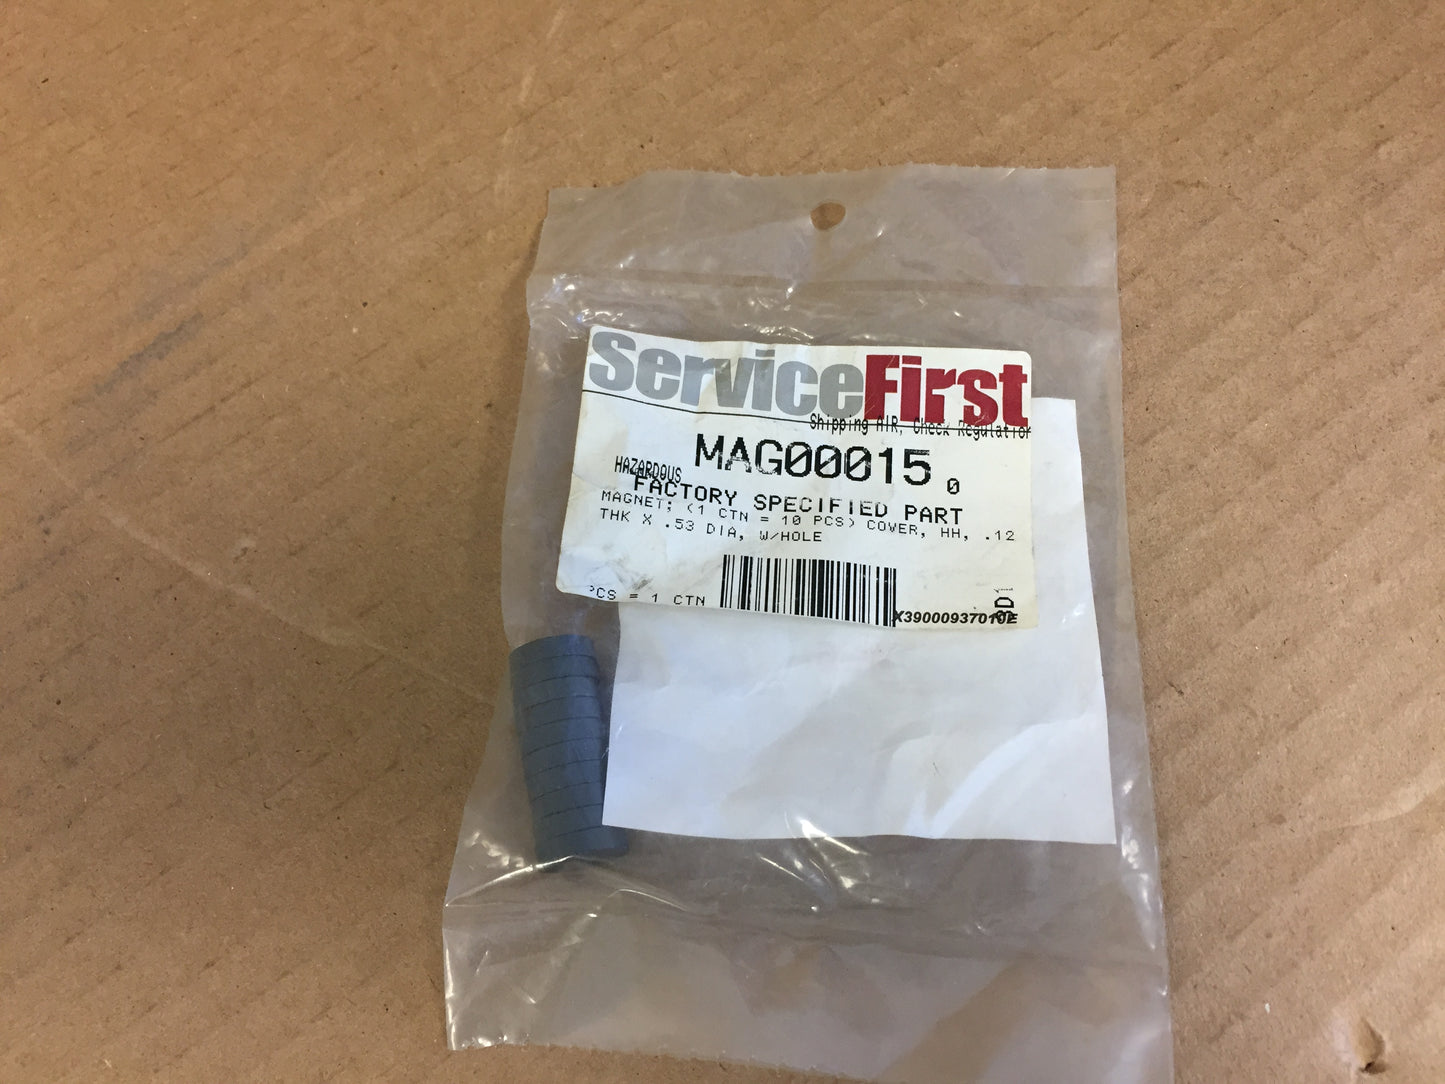 ServiceFirst
Shipping AIR, Check Regulation
MAG00015 0
HAZARDOUS
FACTORY SPECIFIED PART
MAGNET; (1 CTN = 10 PCS) COVER, HH, .12
THK X .53 DIA, W/HOLE
PCS = 1 CTN
X39000937010E